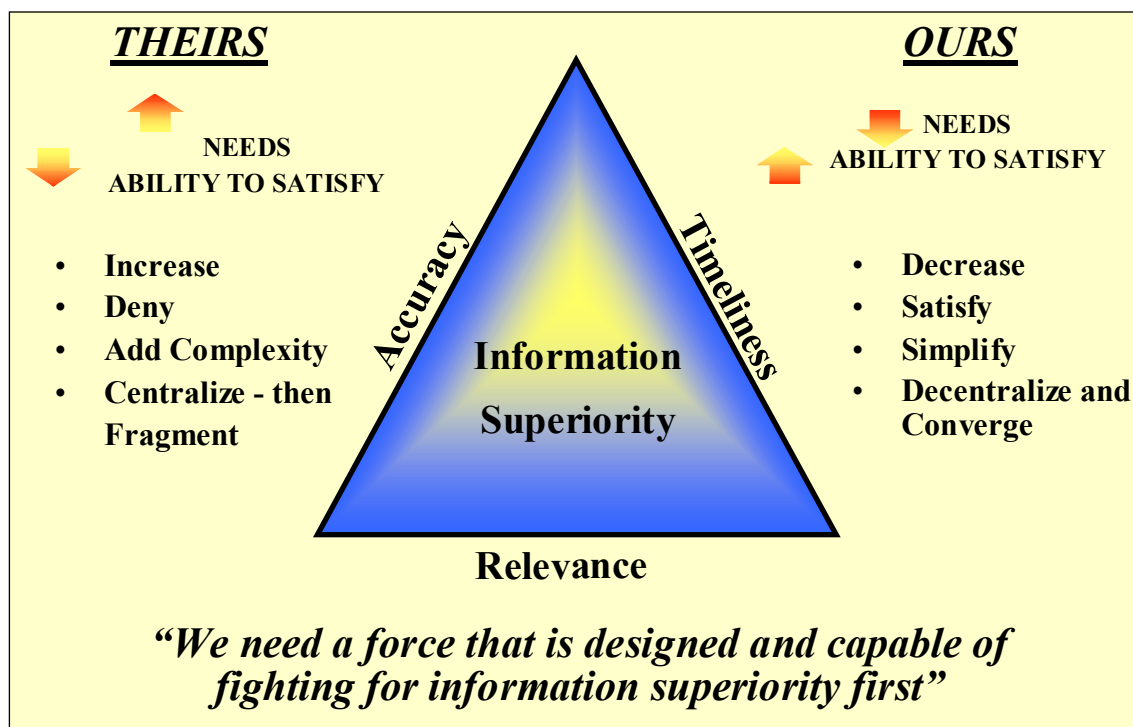 THEIRS
NEEDS
ABILITY TO SATISFY
• Increase
• Deny
• Add Complexity
• Centralize - then
Fragment
Accuracy
Timeliness
Information
Superiority
Relevance
OURS
NEEDS
ABILITY TO SATISFY
• Decrease
• Satisfy
• Simplify
• Decentralize and
Converge
“We need a force that is designed and capable of
fighting for information superiority first”